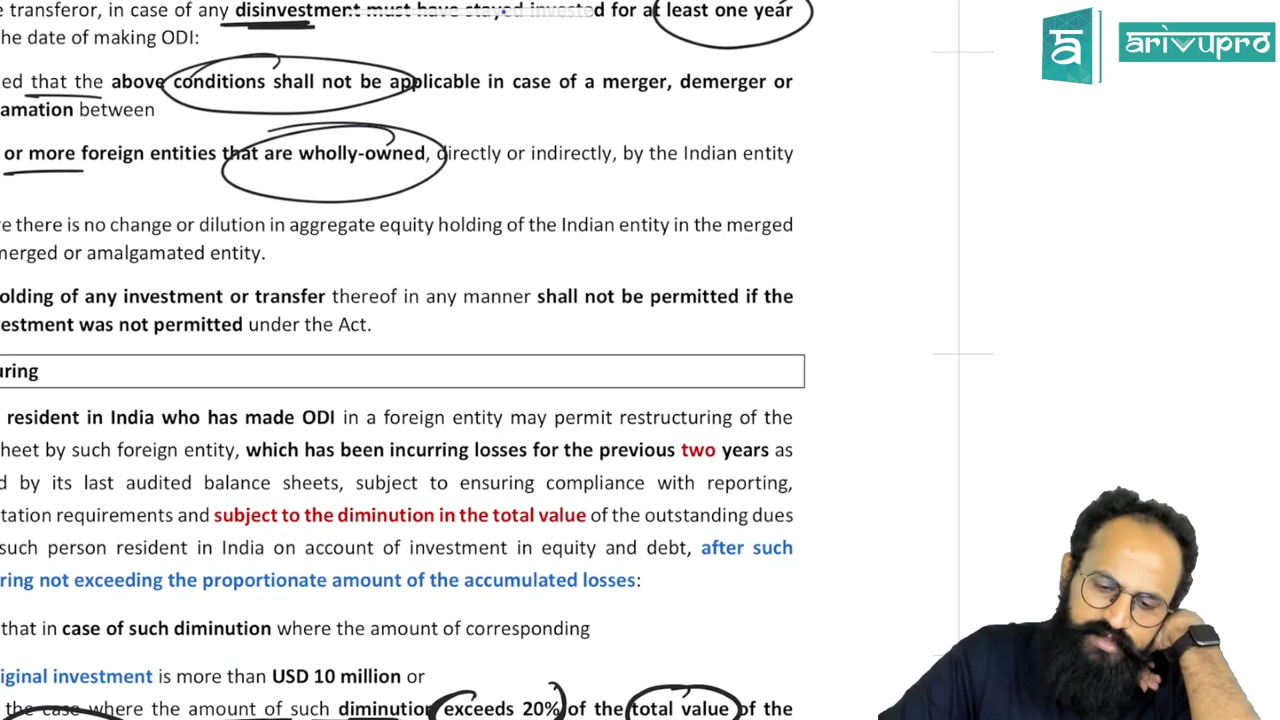 e transferor, in case of any disinvestment must have stayed invested for at least one year
he date of making ODI:
ed that the above conditions shall not be applicable in case of a merger, demerger or
amation between
or more foreign entities that are wholly-owned, directly or indirectly, by the Indian entity
re there is no change or dilution in aggregate equity holding of the Indian entity in the merged
merged or amalgamated entity.
olding of any investment or transfer thereof in any manner shall not be permitted if the
vestment was not permitted under the Act.
uring
resident in India who has made ODI in a foreign entity may permit restructuring of the
sheet by such foreign entity, which has been incurring losses for the previous two years as
d by its last audited balance sheets, subject to ensuring compliance with reporting,
tation requirements and subject to the diminution in the total value of the outstanding dues
such person resident in India on account of investment in equity and debt, after such
ring not exceeding the proportionate amount of the accumulated losses:
that in case of such diminution where the amount of corresponding
iginal investment is more than USD 10 million or
the case where the amount of such diminution exceeds 20% of the total value of the
arivupro